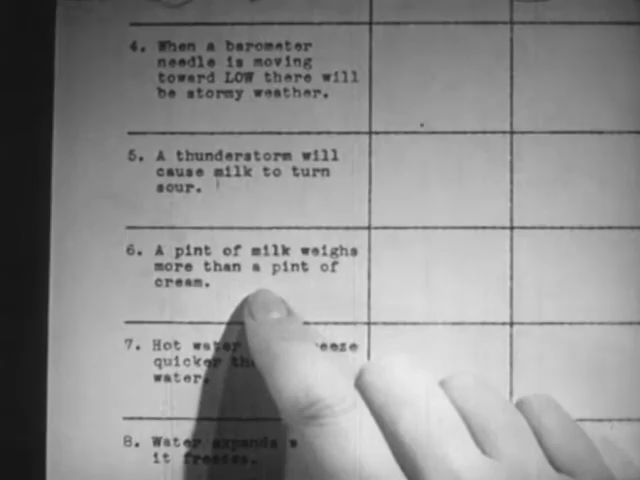 4. When a barometer
needle is moving
toward LOW there will
be stormy weather.
5. A thunderstorm will
cause milk to turn
sour.
6. A pint of milk weighs
more than a pint of
cream.
7. Hot water eeze
quicker th
water.
8. Water expands
it freezes.